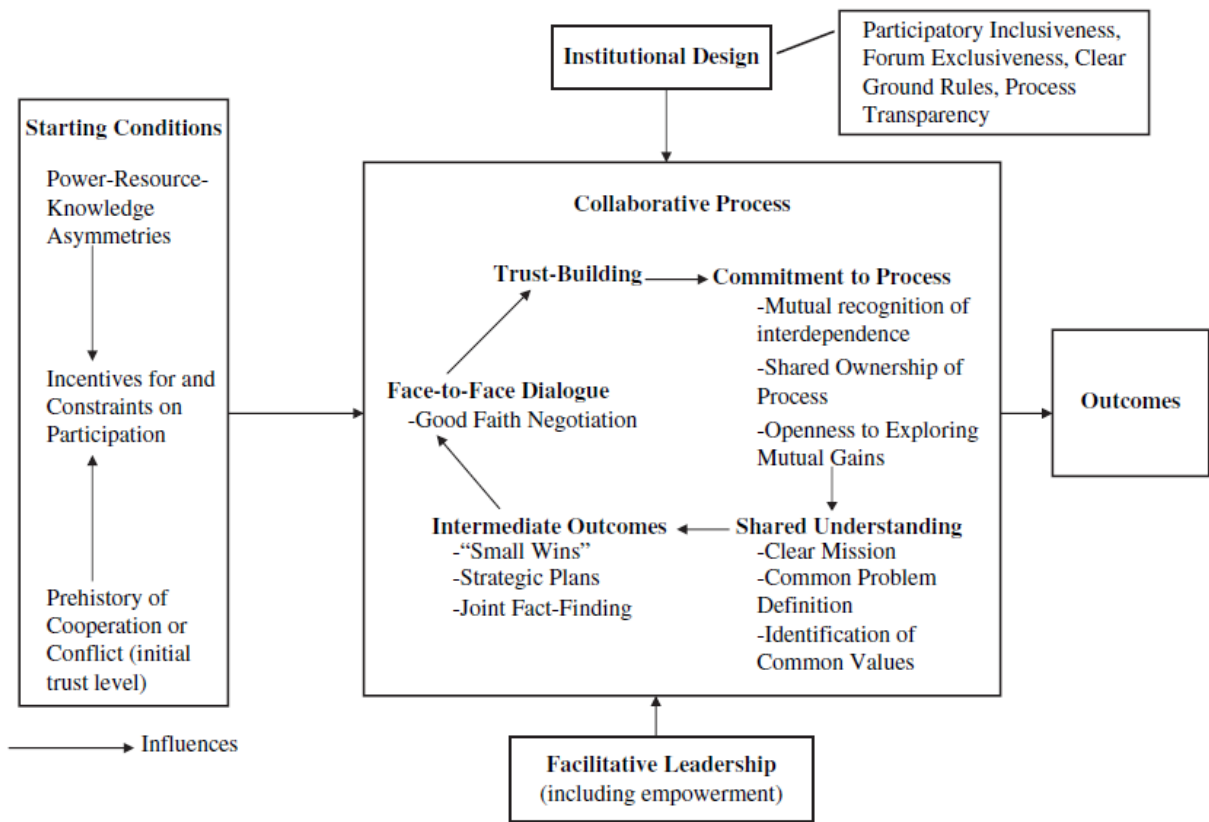 Institutional Design
Participatory Inclusiveness,
Forum Exclusiveness, Clear
Ground Rules, Process
Transparency
Starting Conditions
Power-Resource-
Knowledge
Asymmetries
Incentives for and
Constraints on
Participation
Prehistory of
Cooperation or
Conflict (initial
trust level)
Collaborative Process
Trust-Building
Commitment to Process
-Mutual recognition of
interdependence
-Shared Ownership of
Process
-Openness to Exploring
Mutual Gains
Face-to-Face Dialogue
-Good Faith Negotiation
Intermediate Outcomes
-“Small Wins”
-Strategic Plans
-Joint Fact-Finding
Shared Understanding
-Clear Mission
-Common Problem
Definition
-Identification of
Common Values
Outcomes
Influences
Facilitative Leadership
(including empowerment)